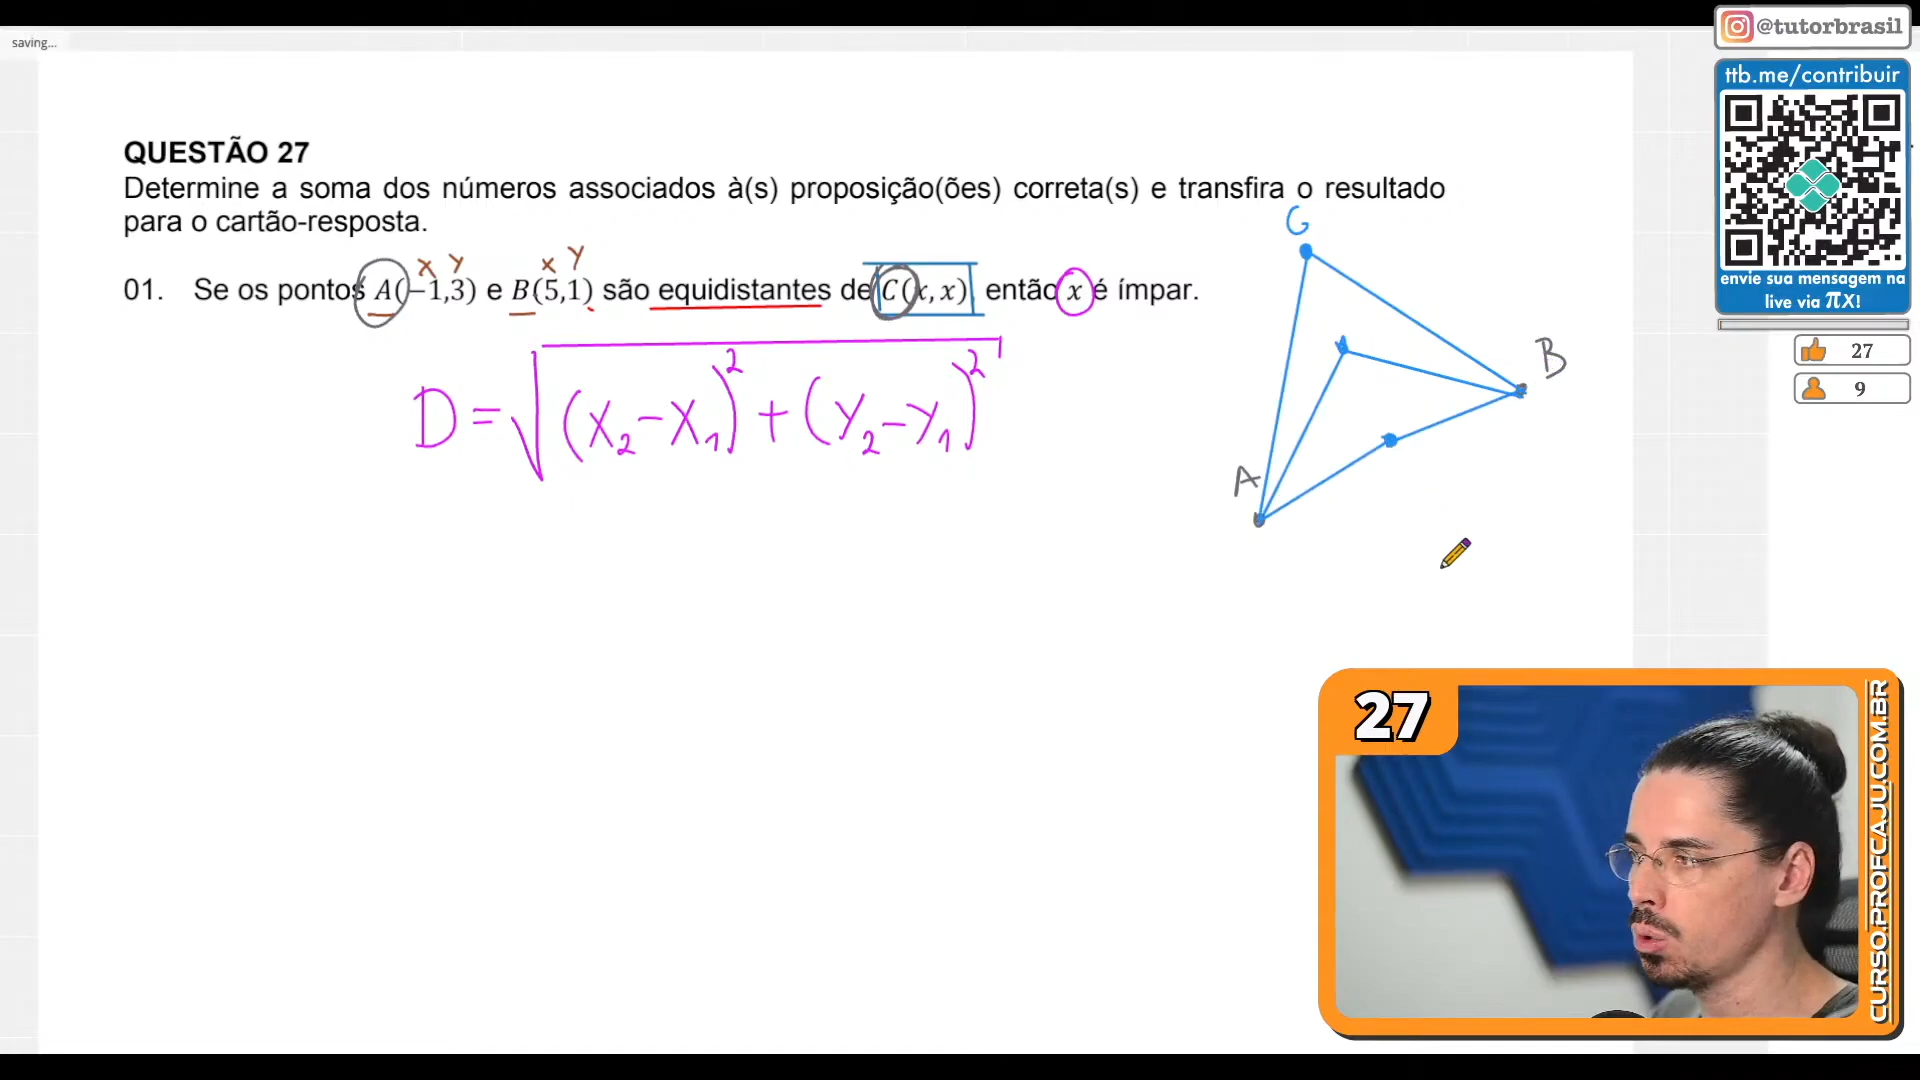 saving...
@tutorbrasil
ttb.me/contribuir
envie sua mensagem na
live via πX!
27
9
QUESTÃO 27
Determine a soma dos números associados à(s) proposição(ões) correta(s) e transfira o resultado
para o cartão-resposta.
X Y X Y
01. Se os pontos A(−1,3) e B(5,1) são equidistantes de C(x, x), então x é ímpar.
D = √(X₂−X₁)² + (Y₂−Y₁)²
G
B
A
27
CURSO.PROFCAJU.COM.BR